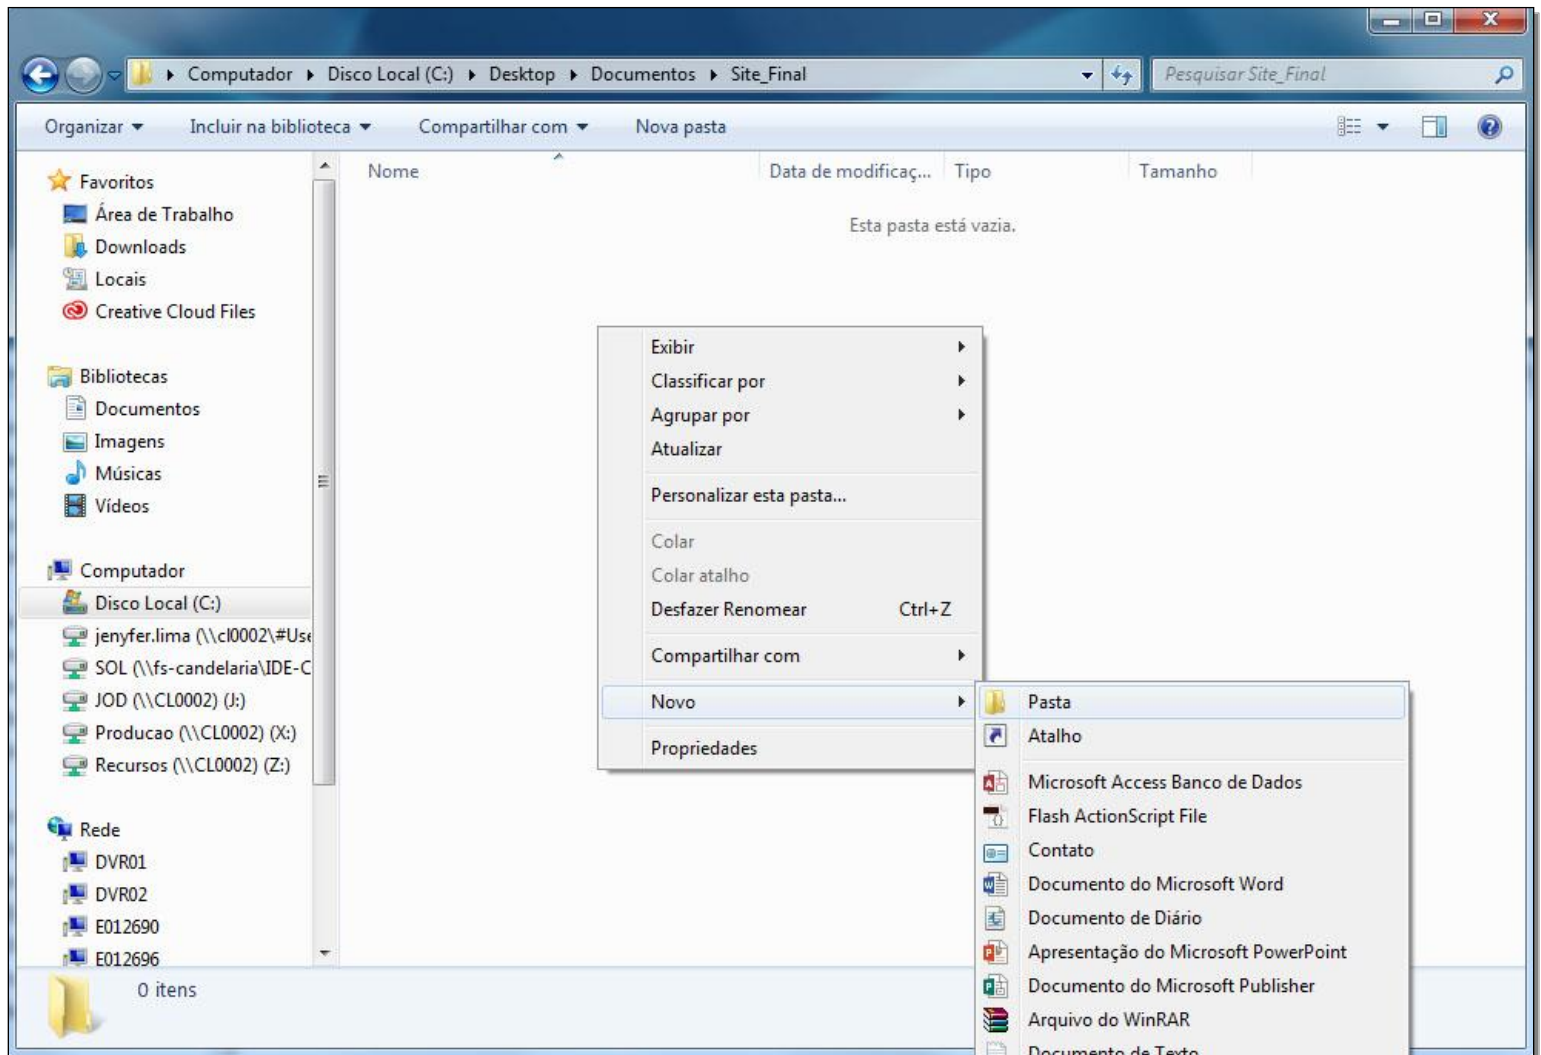 Computador Disco Local (C:) Desktop Documentos Site_Final
Pesquisar Site_Final
Organizar Incluir na biblioteca Compartilhar com Nova pasta
Favoritos
Área de Trabalho
Downloads
Locais
Creative Cloud Files
Bibliotecas
Documentos
Imagens
Músicas
Vídeos
Computador
Disco Local (C:)
jenyfer.lima (\\cl0002\#Use
SOL (\\fs-candelaria\IDE-C
JOD (\\CL0002) (J:)
Producao (\\CL0002) (X:)
Recursos (\\CL0002) (Z:)
Rede
DVR01
DVR02
E012690
E012696
Nome Data de modificaç... Tipo Tamanho
Esta pasta está vazia.
Exibir
Classificar por
Agrupar por
Atualizar
Personalizar esta pasta...
Colar
Colar atalho
Desfazer Renomear Ctrl+Z
Compartilhar com
Novo
Propriedades
Pasta
Atalho
Microsoft Access Banco de Dados
Flash ActionScript File
Contato
Documento do Microsoft Word
Documento de Diário
Apresentação do Microsoft PowerPoint
Documento do Microsoft Publisher
Arquivo do WinRAR
Documento de Texto
0 itens